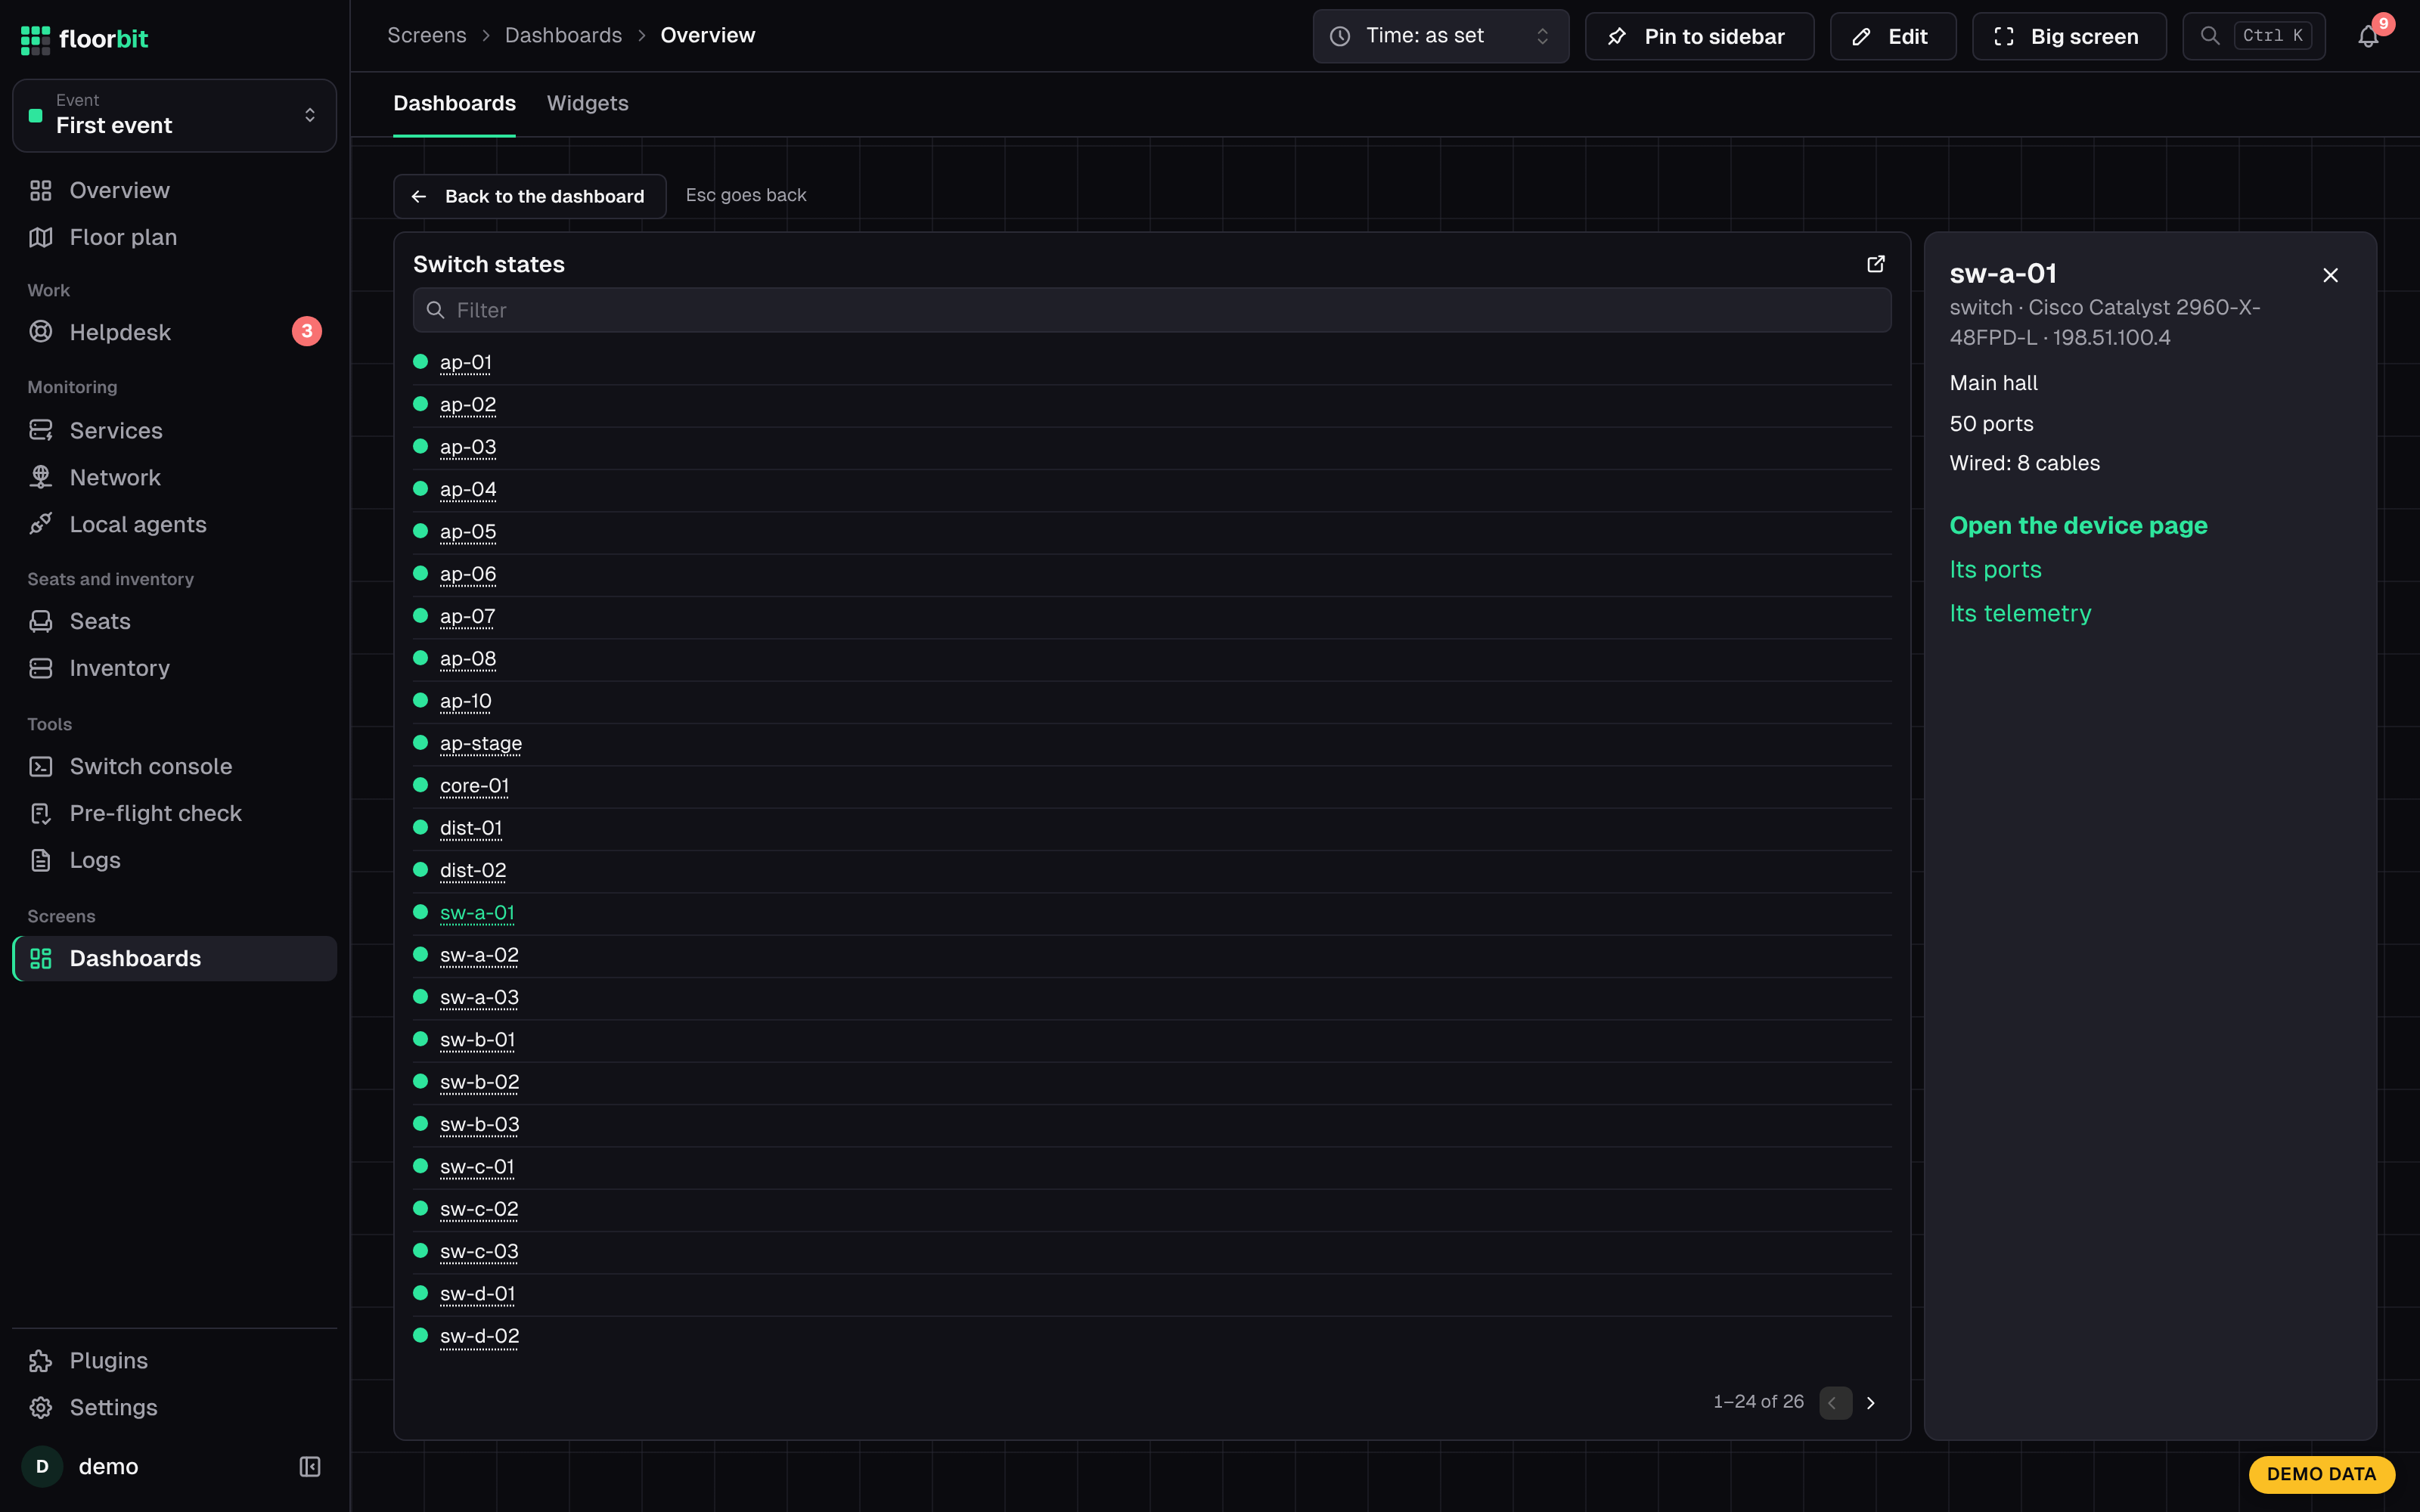 floorbit
Event
First event
Overview
Floor plan
Work
Helpdesk
3
Monitoring
Services
Network
Local agents
Seats and inventory
Seats
Inventory
Tools
Switch console
Pre-flight check
Logs
Screens
Dashboards
Plugins
Settings
D
demo
Screens > Dashboards > Overview
Time: as set
Pin to sidebar
Edit
Big screen
Ctrl K
9
Dashboards
Widgets
Back to the dashboard
Esc goes back
Switch states
Filter
ap-01
ap-02
ap-03
ap-04
ap-05
ap-06
ap-07
ap-08
ap-10
ap-stage
core-01
dist-01
dist-02
sw-a-01
sw-a-02
sw-a-03
sw-b-01
sw-b-02
sw-b-03
sw-c-01
sw-c-02
sw-c-03
sw-d-01
sw-d-02
1–24 of 26
sw-a-01
switch · Cisco Catalyst 2960-X-
48FPD-L · 198.51.100.4
Main hall
50 ports
Wired: 8 cables
Open the device page
Its ports
Its telemetry
DEMO DATA